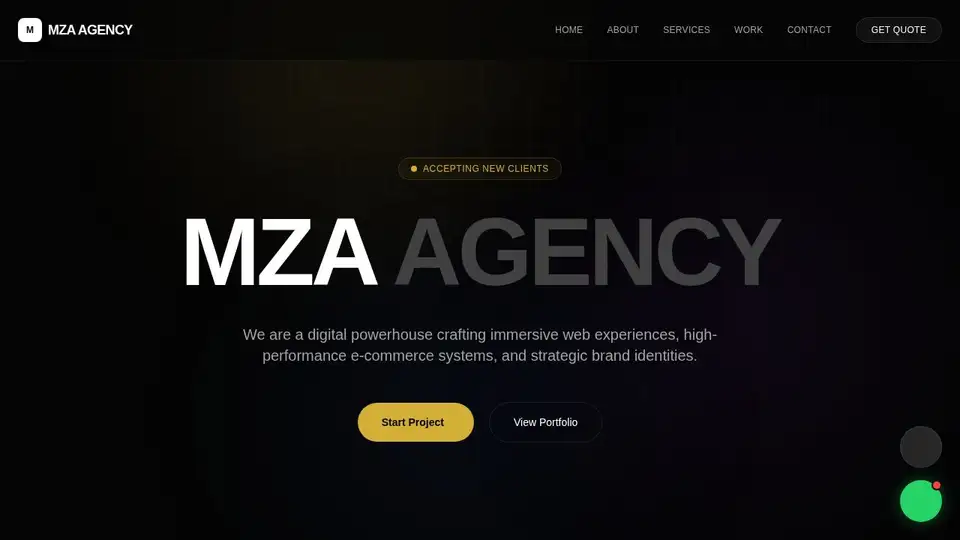 M
MZA AGENCY
HOME
ABOUT
SERVICES
WORK
CONTACT
GET QUOTE
ACCEPTING NEW CLIENTS
MZA AGENCY
We are a digital powerhouse crafting immersive web experiences, high-
performance e-commerce systems, and strategic brand identities.
Start Project
View Portfolio